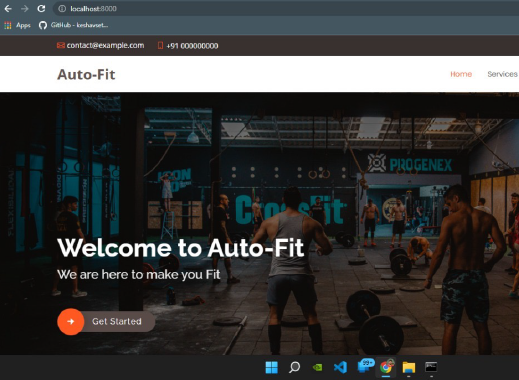 localhost:8000
Apps
GitHub - keshavset...
contact@example.com
+91 000000000
Auto-Fit
Home
Services
PROGENEX
CrossFit
Welcome to Auto-Fit
We are here to make you Fit
Get Started
99+